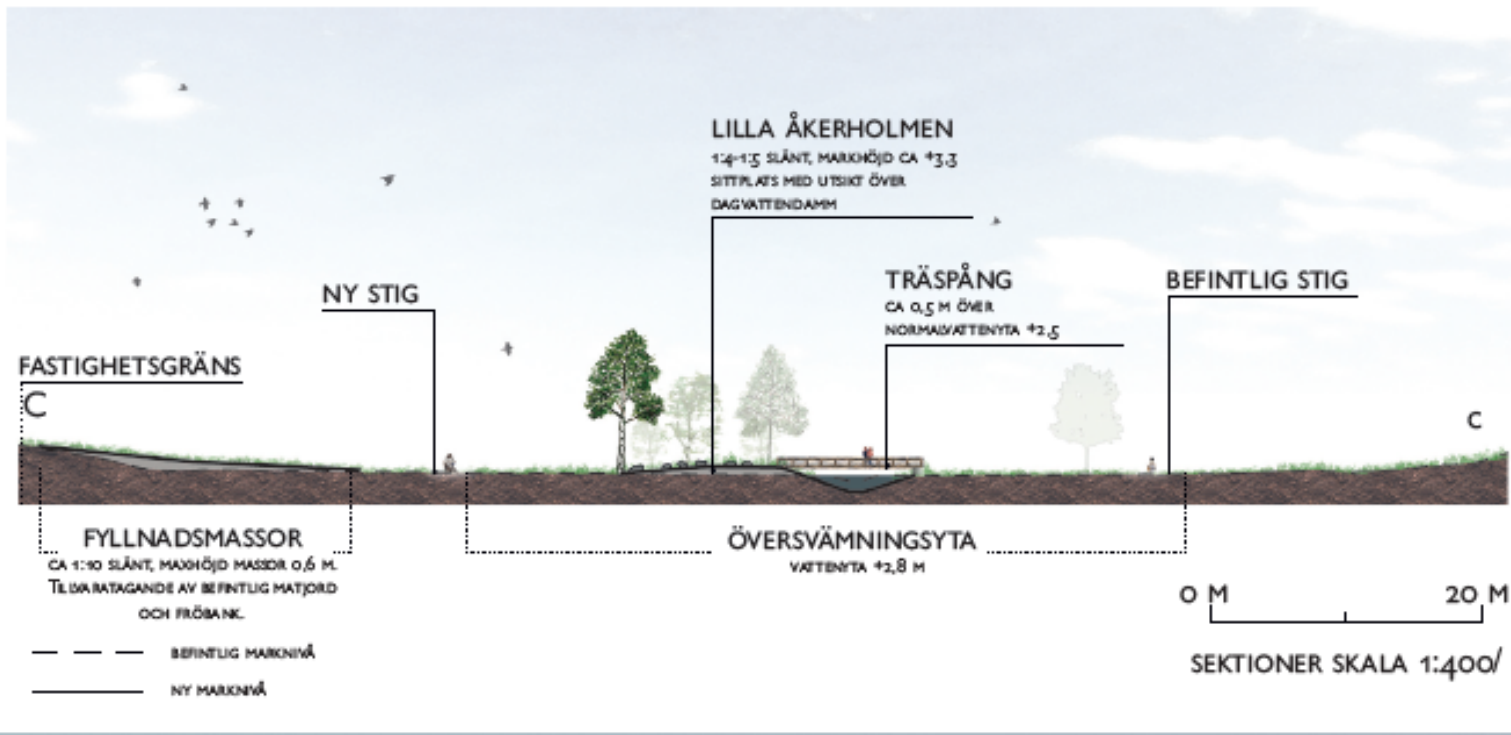 LILLA ÅKERHOLMEN
1:4-1:5 SLÄNT, MARKHÖJD CA +3,3
SITTPLATS MED UTSIKT ÖVER
DAGVATTENDAMM
TRÄSPÅNG
CA 0,5 M ÖVER
NORMALVATTENYTA +2,5
BEFINTLIG STIG
NY STIG
FASTIGHETSGRÄNS
C
C
FYLLNADSMASSOR
CA 1:10 SLÄNT, MAXHÖJD MASSOR 0,6 M.
TILLVARATAGANDE AV BEFINTLIG MATJORD
OCH FRÖBANK.
ÖVERSVÄMNINGSYTA
VATTENYTA +2,8 M
BEFINTLIG MARKNIVÅ
NY MARKNIVÅ
0 M 20 M
SEKTIONER SKALA 1:400/